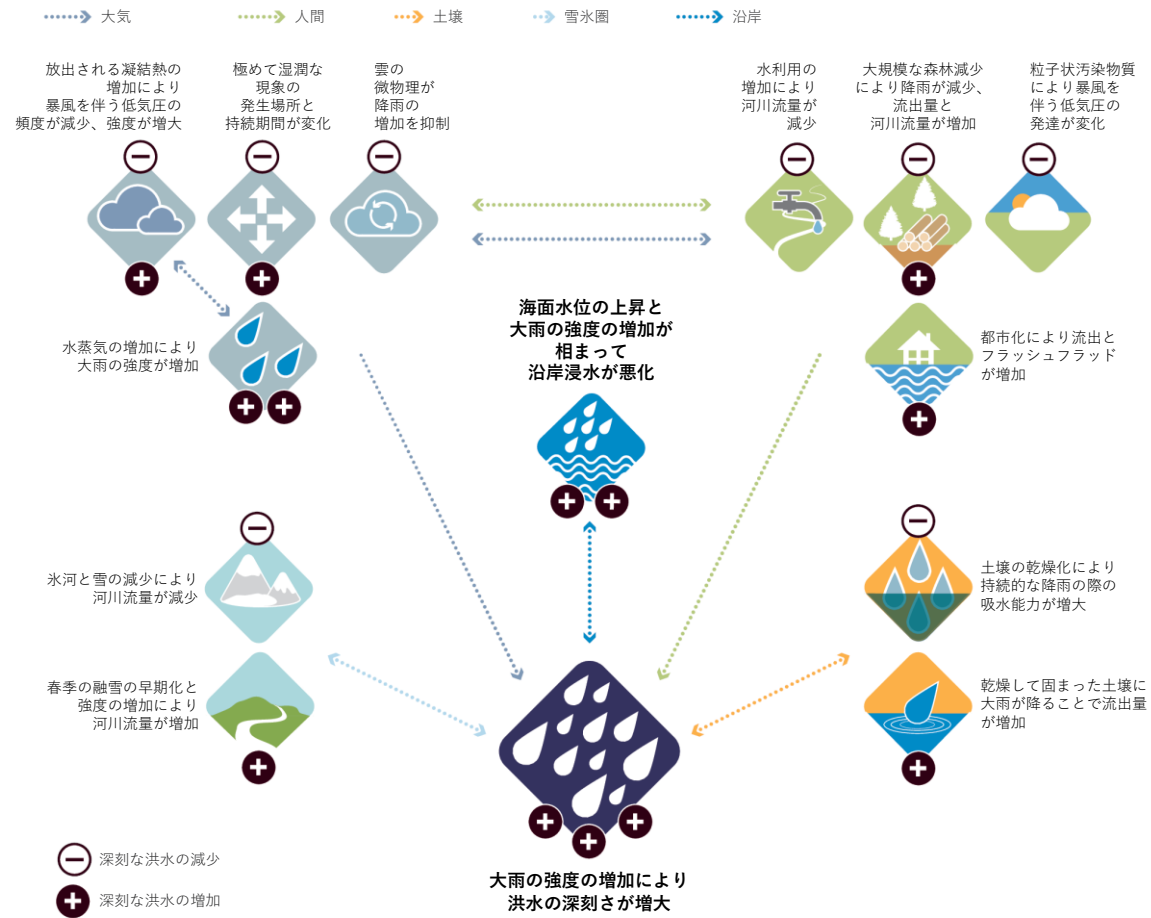 大気
人間
土壌
雪氷圏
沿岸
放出される凝結熱の
増加により
暴風を伴う低気圧の
頻度が減少、強度が増大
極めて湿潤な
現象の
発生場所と
持続期間が変化
雲の
微物理が
降雨の
増加を抑制
水利用の
増加により
河川流量が
減少
大規模な森林減少
により降雨が減少、
流出量と
河川流量が増加
粒子状汚染物質
により暴風を
伴う低気圧の
発達が変化
水蒸気の増加により
大雨の強度が増加
海面水位の上昇と
大雨の強度の増加が
相まって
沿岸浸水が悪化
都市化により流出と
フラッシュフラッド
が増加
氷河と雪の減少により
河川流量が減少
土壌の乾燥化により
持続的な降雨の際の
吸水能力が増大
春季の融雪の早期化と
強度の増加により
河川流量が増加
乾燥して固まった土壌に
大雨が降ることで流出量
が増加
深刻な洪水の減少
深刻な洪水の増加
大雨の強度の増加により
洪水の深刻さが増大